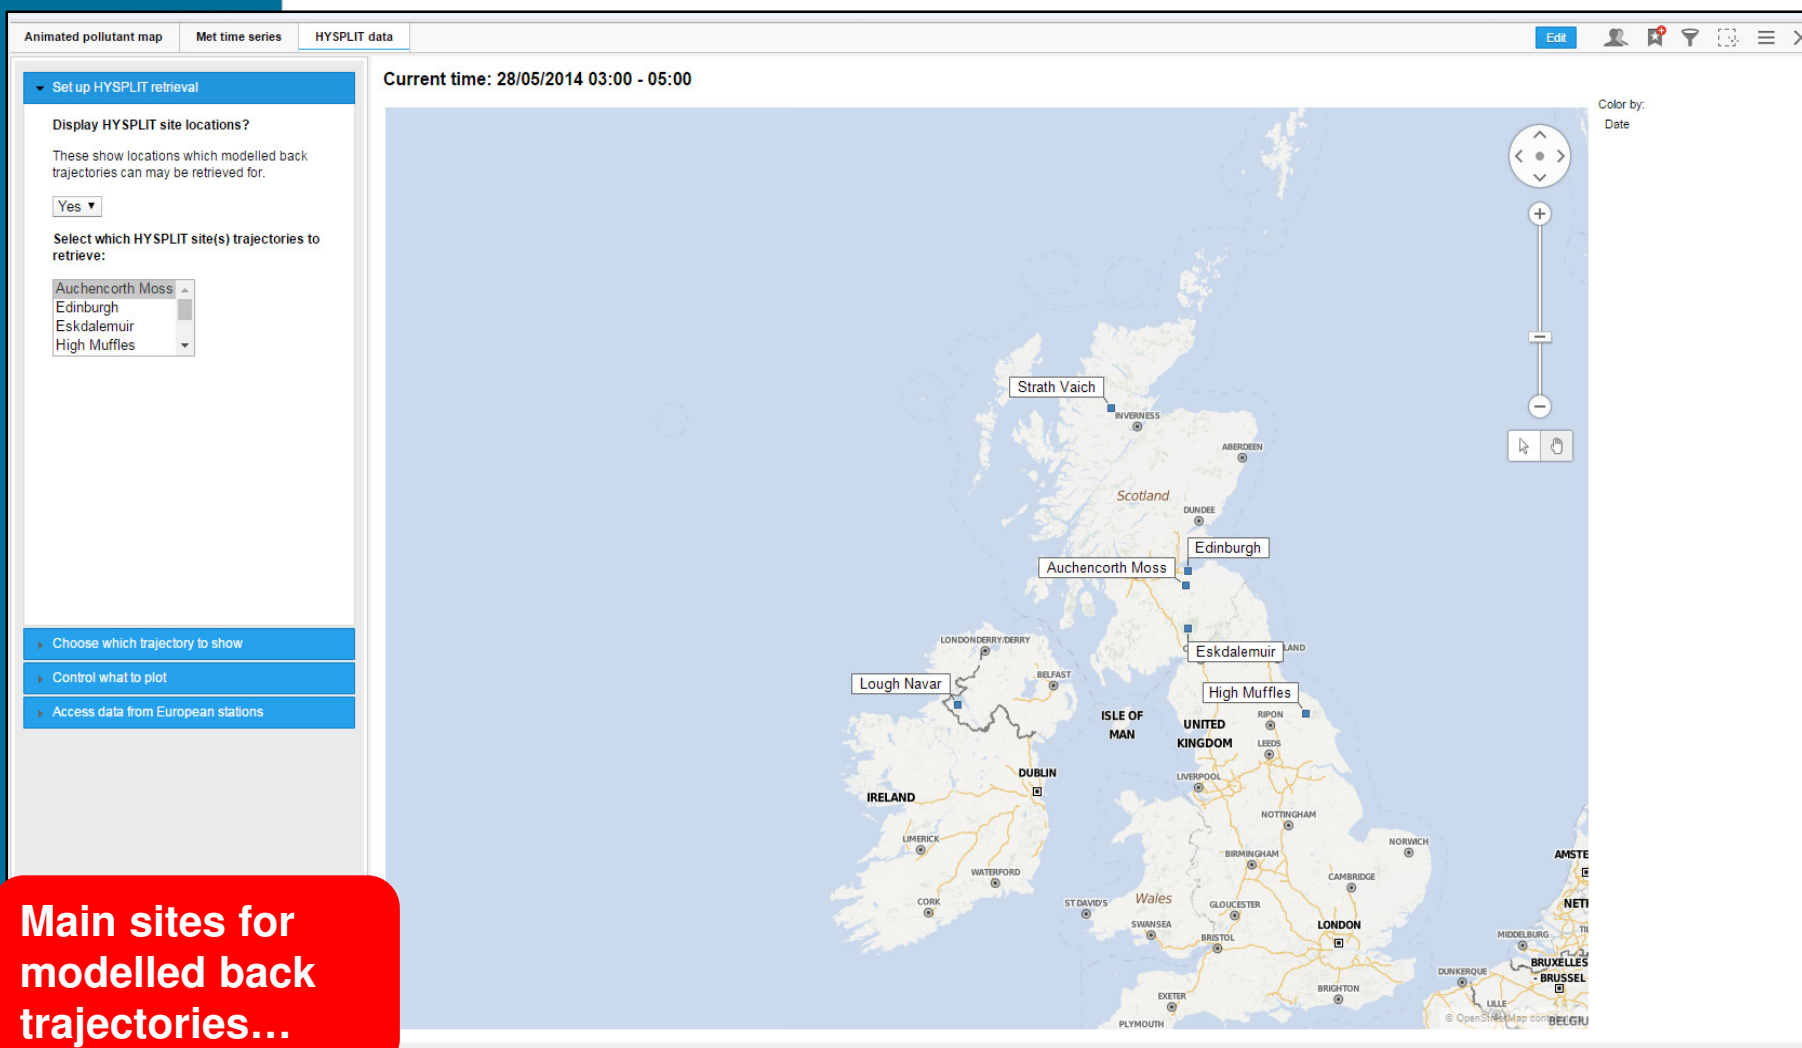 Animated pollutant map
Met time series
HYSPLIT data
Edit
Set up HYSPLIT retrieval
Display HYSPLIT site locations?
These show locations which modelled back
trajectories can may be retrieved for.
Yes
Select which HYSPLIT site(s) trajectories to
retrieve:
Auchencorth Moss
Edinburgh
Eskdalemuir
High Muffles
Choose which trajectory to show
Control what to plot
Access data from European stations
Main sites for
modelled back
trajectories...
Current time: 28/05/2014 03:00 - 05:00
Color by:
Date
Strath Vaich
INVERNESS
ABERDEEN
Scotland
DUNDEE
Edinburgh
Auchencorth Moss
LONDONDERRY/DERRY
Eskdalemuir
LAND
BELFAST
Lough Navar
High Muffles
ISLE OF
MAN
RIPON
UNITED
KINGDOM
LEEDS
DUBLIN
LIVERPOOL
IRELAND
NOTTINGHAM
LIMERICK
NORWICH
BIRMINGHAM
AMSTE
WATERFORD
CAMBRIDGE
CORK
ST DAVID'S
Wales
GLOUCESTER
NETH
SWANSEA
LONDON
BRISTOL
MIDDELBURG
BRUXELLES
- BRUSSEL
DUNKERQUE
BRIGHTON
EXETER
LILLE
PLYMOUTH
© OpenStreetMap
BELGIU